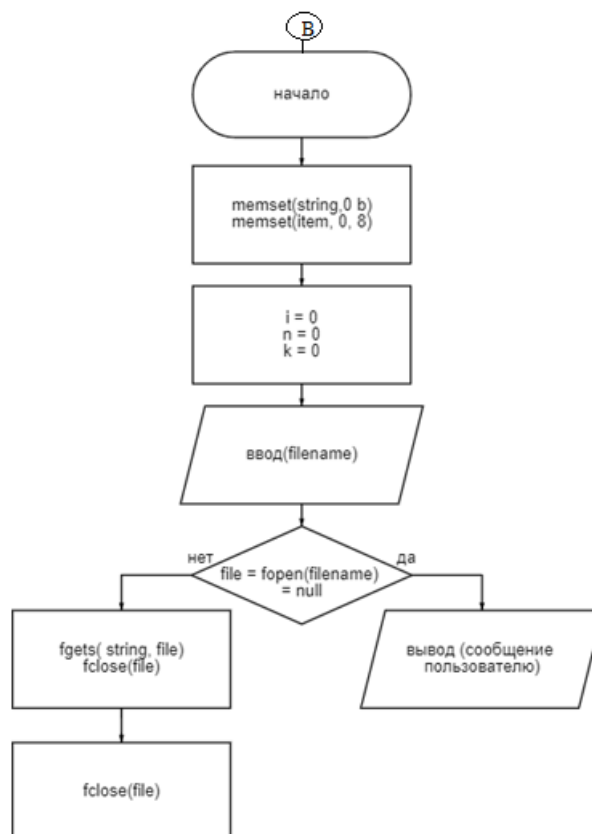 B
начало
memset(string,0 b)
memset(item, 0, 8)
i = 0
n = 0
k = 0
ввод(filename)
нет
да
file = fopen(filename)
= null
fgets( string, file)
fclose(file)
вывод (сообщение
пользователю)
fclose(file)